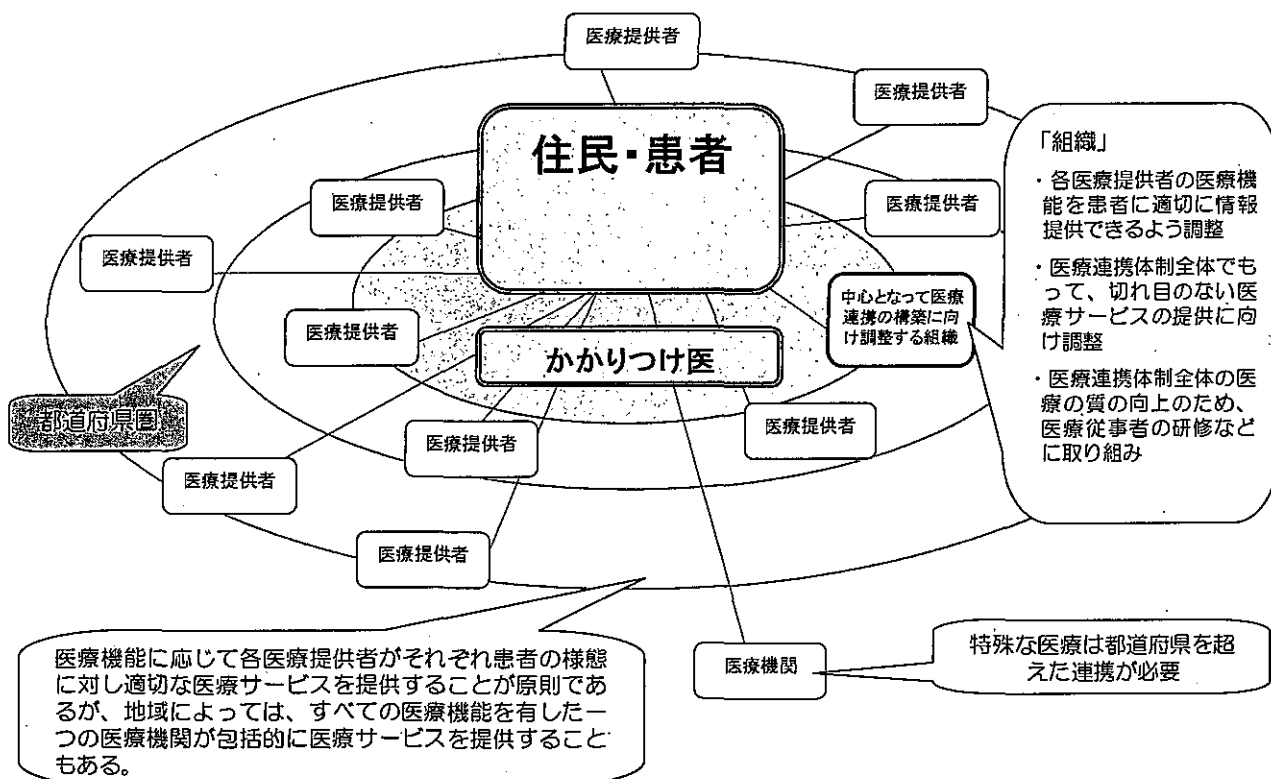 医療提供者
医療提供者
住民・患者
医療提供者
医療提供者
医療提供者
医療提供者
中心となって医療
連携の構築に向
け調整する組織
かかりつけ医
都道府県圏
医療提供者
医療提供者
医療提供者
医療提供者
「組織」
・各医療提供者の医療機
能を患者に適切に情報
提供できるよう調整
・医療連携体制全体でも
って、切れ目のない医
療サービスの提供に向
け調整
・医療連携体制全体の医
療の質の向上のため、
医療従事者の研修など
に取り組み
医療機能に応じて各医療提供者がそれぞれ患者の様態
に対し適切な医療サービスを提供することが原則であ
るが、地域によっては、すべての医療機能を有した一
つの医療機関が包括的に医療サービスを提供すること
もある。
医療機関
特殊な医療は都道府県を超
えた連携が必要